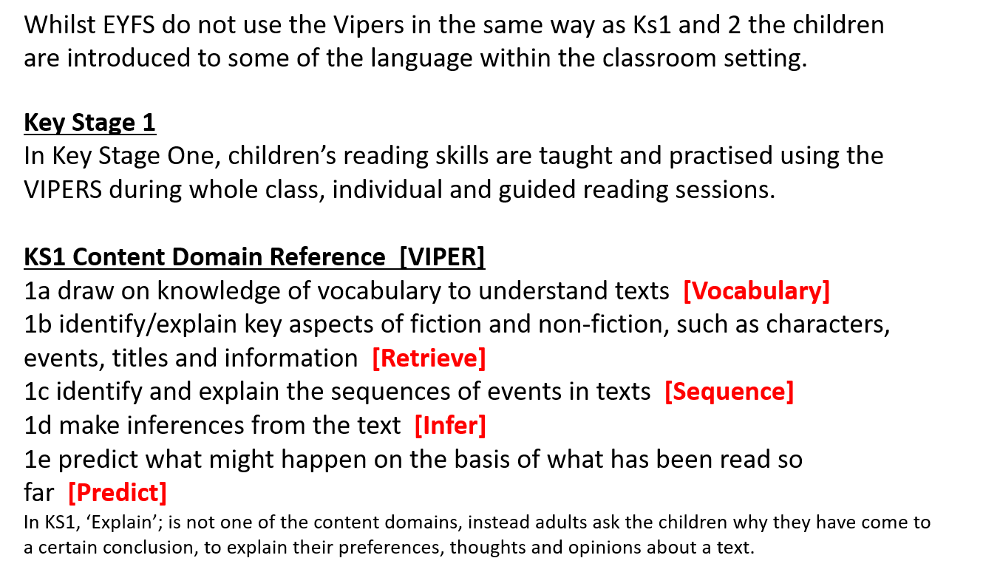 Whilst EYFS do not use the Vipers in the same way as Ks1 and 2 the children
are introduced to some of the language within the classroom setting.
Key Stage 1
In Key Stage One, children’s reading skills are taught and practised using the
VIPERS during whole class, individual and guided reading sessions.
KS1 Content Domain Reference  [VIPER]
1a draw on knowledge of vocabulary to understand texts  [Vocabulary]
1b identify/explain key aspects of fiction and non-fiction, such as characters,
events, titles and information  [Retrieve]
1c identify and explain the sequences of events in texts  [Sequence]
1d make inferences from the text  [Infer]
1e predict what might happen on the basis of what has been read so
far  [Predict]
In KS1, ‘Explain’; is not one of the content domains, instead adults ask the children why they have come to
a certain conclusion, to explain their preferences, thoughts and opinions about a text.